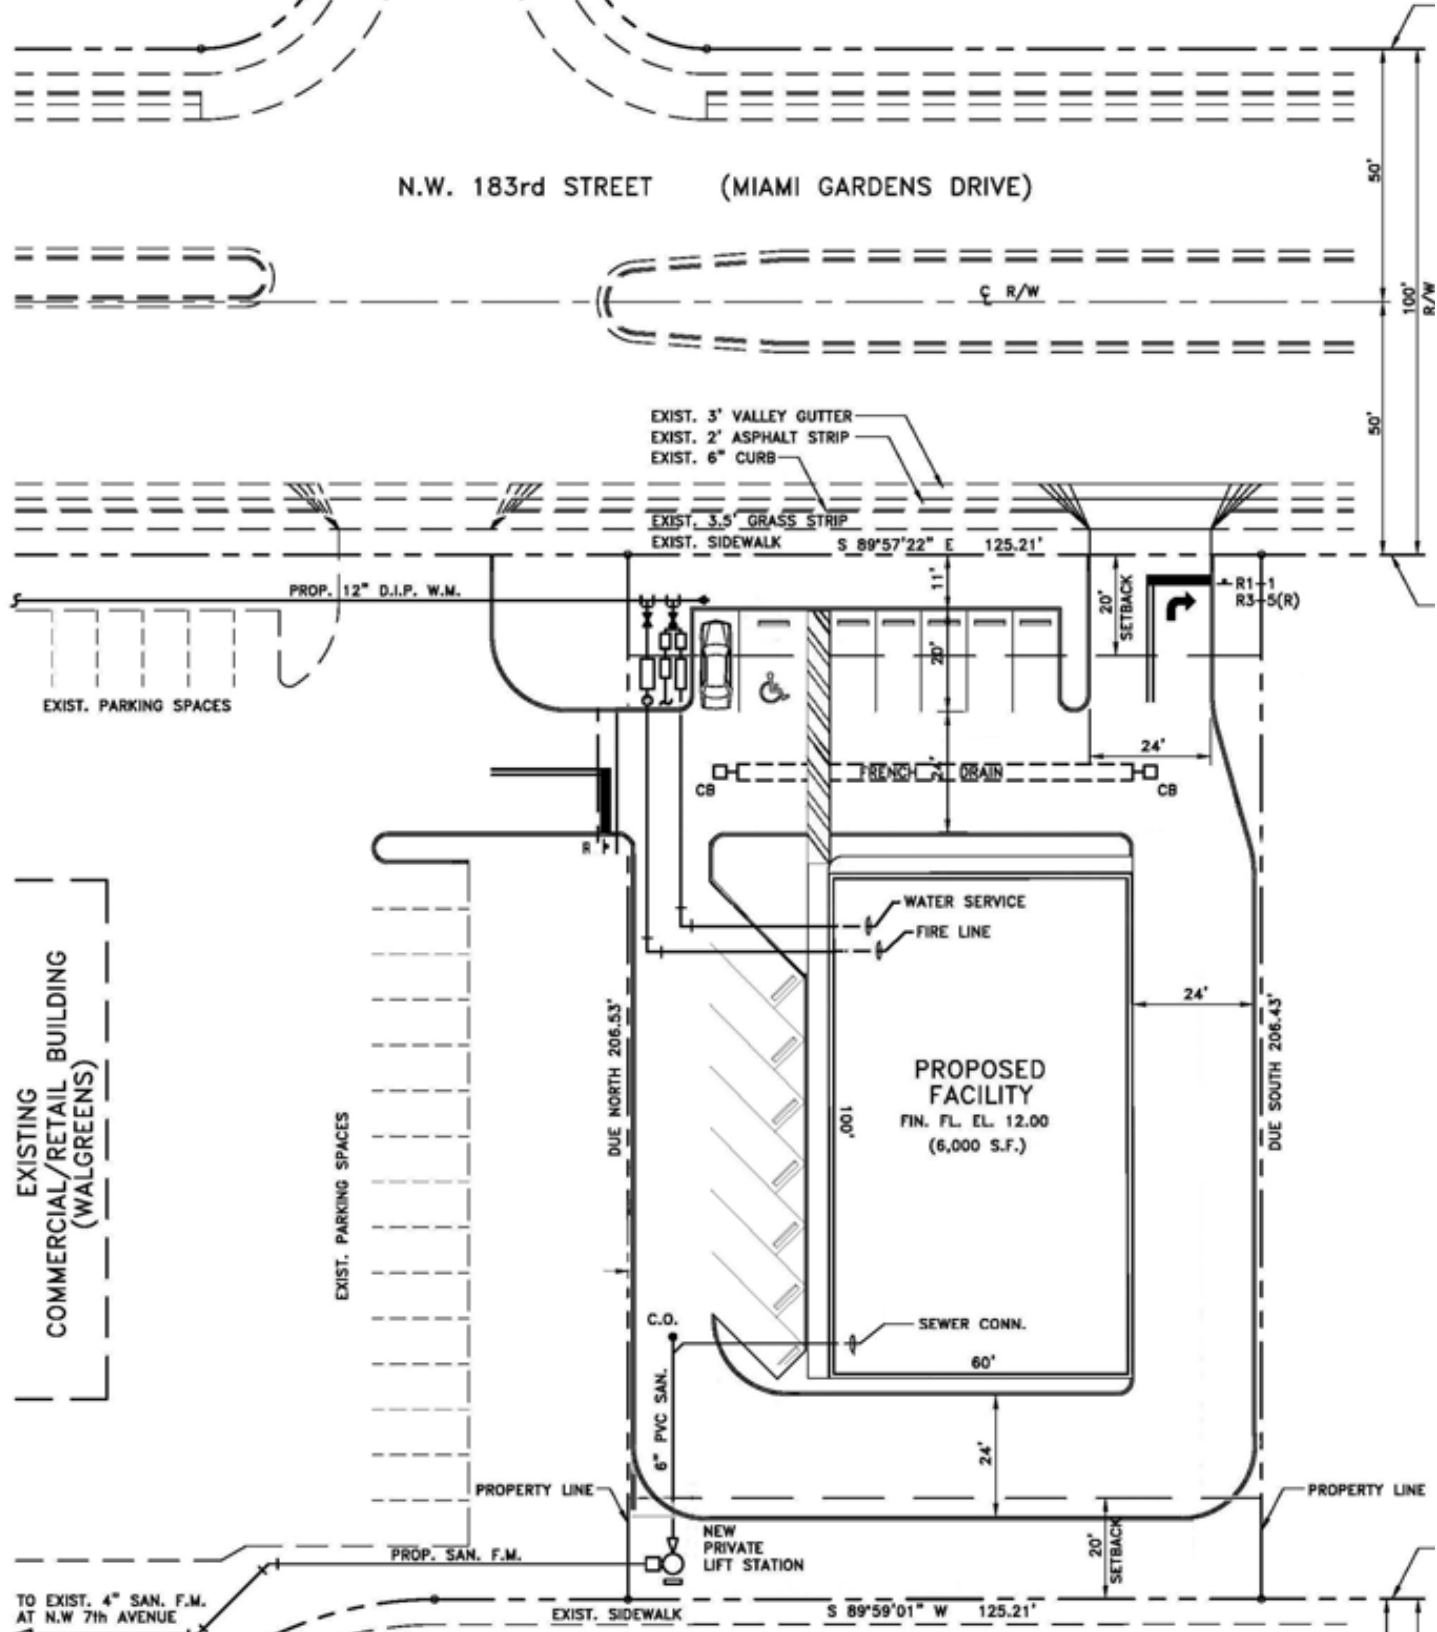 50'
100'
R/W
N.W. 183rd STREET (MIAMI GARDENS DRIVE)
℄ R/W
50'
EXIST. 3' VALLEY GUTTER
EXIST. 2' ASPHALT STRIP
EXIST. 6" CURB
EXIST. 3.5' GRASS STRIP
EXIST. SIDEWALK
S 89°57'22" E 125.21'
PROP. 12" D.I.P. W.M.
11'
20'
SETBACK
R1-1
R3-5(R)
20'
EXIST. PARKING SPACES
24'
CB
FRENCH DRAIN
24'
CB
WATER SERVICE
FIRE LINE
24'
EXISTING
COMMERCIAL/RETAIL BUILDING
(WALGREENS)
EXIST. PARKING SPACES
DUE NORTH 206.53'
PROPOSED
FACILITY
FIN. FL. EL. 12.00
(6,000 S.F.)
100'
DUE SOUTH 206.43'
C.O.
SEWER CONN.
60'
6" PVC SAN.
24'
PROPERTY LINE
PROPERTY LINE
NEW
PRIVATE
LIFT STATION
20'
SETBACK
PROP. SAN. F.M.
TO EXIST. 4" SAN. F.M.
AT N.W 7th AVENUE
EXIST. SIDEWALK
S 89°59'01" W 125.21'